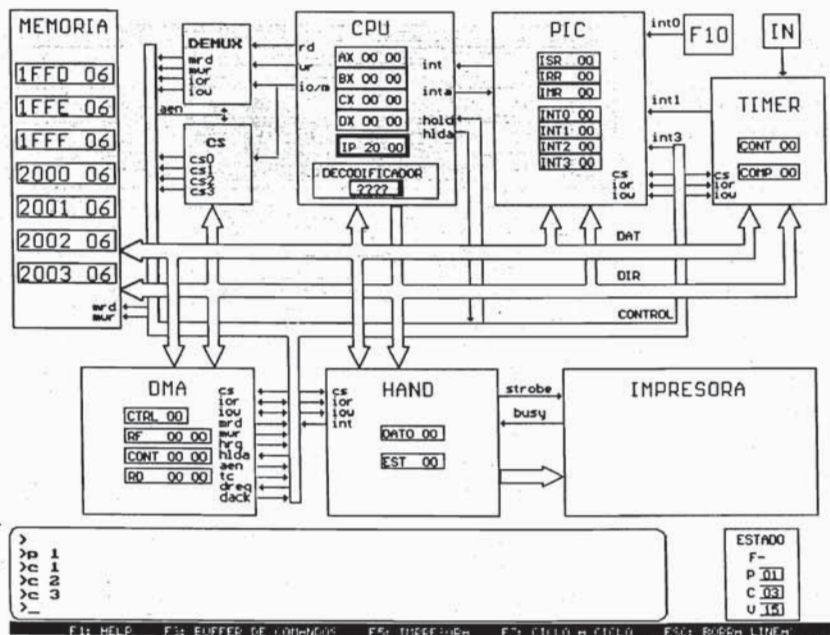 MEMORIA
1FFD 06
1FFE 06
1FFF 06
2000 06
2001 06
2002 06
2003 06
mrd
mwr
DEMUX
mrd
mwr
ior
iow
aen
CS
cs0
cs1
cs2
cs3
CPU
rd
wr
io/m
AX 00 00
BX 00 00
CX 00 00
DX 00 00
IP 20 00
DECODIFICADOR
????
int
inta
hold
hlda
PIC
ISR 00
IRR 00
IMR 00
INT0 00
INT1 00
INT2 00
INT3 00
cs
ior
iow
int0
F10
IN
int1
int3
TIMER
CONT 00
COMP 00
cs
ior
iow
DAT
DIR
CONTROL
DMA
CTRL 00
RF 00 00
CONT 00 00
RD 00 00
cs
ior
iow
mrd
mwr
hrq
hlda
aen
tc
dreq
dack
HAND
cs
ior
iow
int
DATO 00
EST 00
strobe
busy
IMPRESORA
>
>p 1
>c 1
>c 2
>c 3
>_
ESTADO
F-
P 01
C 03
V 15
F1: HELP F3: BUFFER DE COMANDOS F5: IMPRESORA F7: CICLO A CICLO ESC: BORRA LINEA